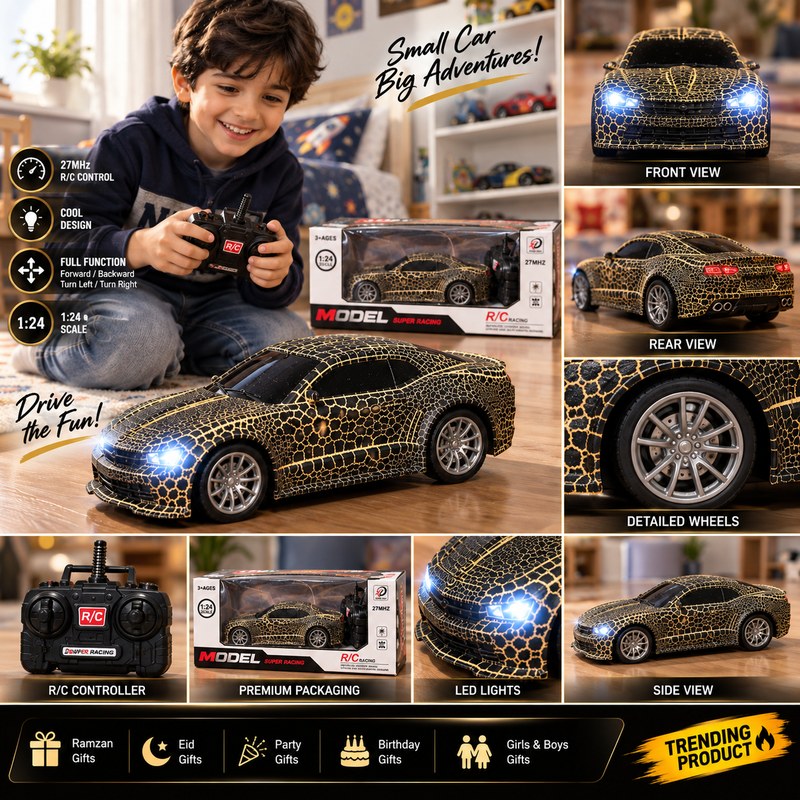 Small Car
Big Adventures!
27MHz
R/C CONTROL
COOL
DESIGN
FULL FUNCTION
Forward / Backward
Turn Left / Turn Right
1:24
1:24
SCALE
Drive
the Fun!
R/C
3+AGES
1:24
27MHZ
MODEL SUPER RACING
R/C RACING
FRONT VIEW
REAR VIEW
DETAILED WHEELS
R/C
RACING
R/C CONTROLLER
3+AGES
1:24
27MHZ
MODEL SUPER RACING
R/C RACING
PREMIUM PACKAGING
LED LIGHTS
SIDE VIEW
Ramzan
Gifts
Eid
Gifts
Party
Gifts
Birthday
Gifts
Girls & Boys
Gifts
TRENDING
PRODUCT